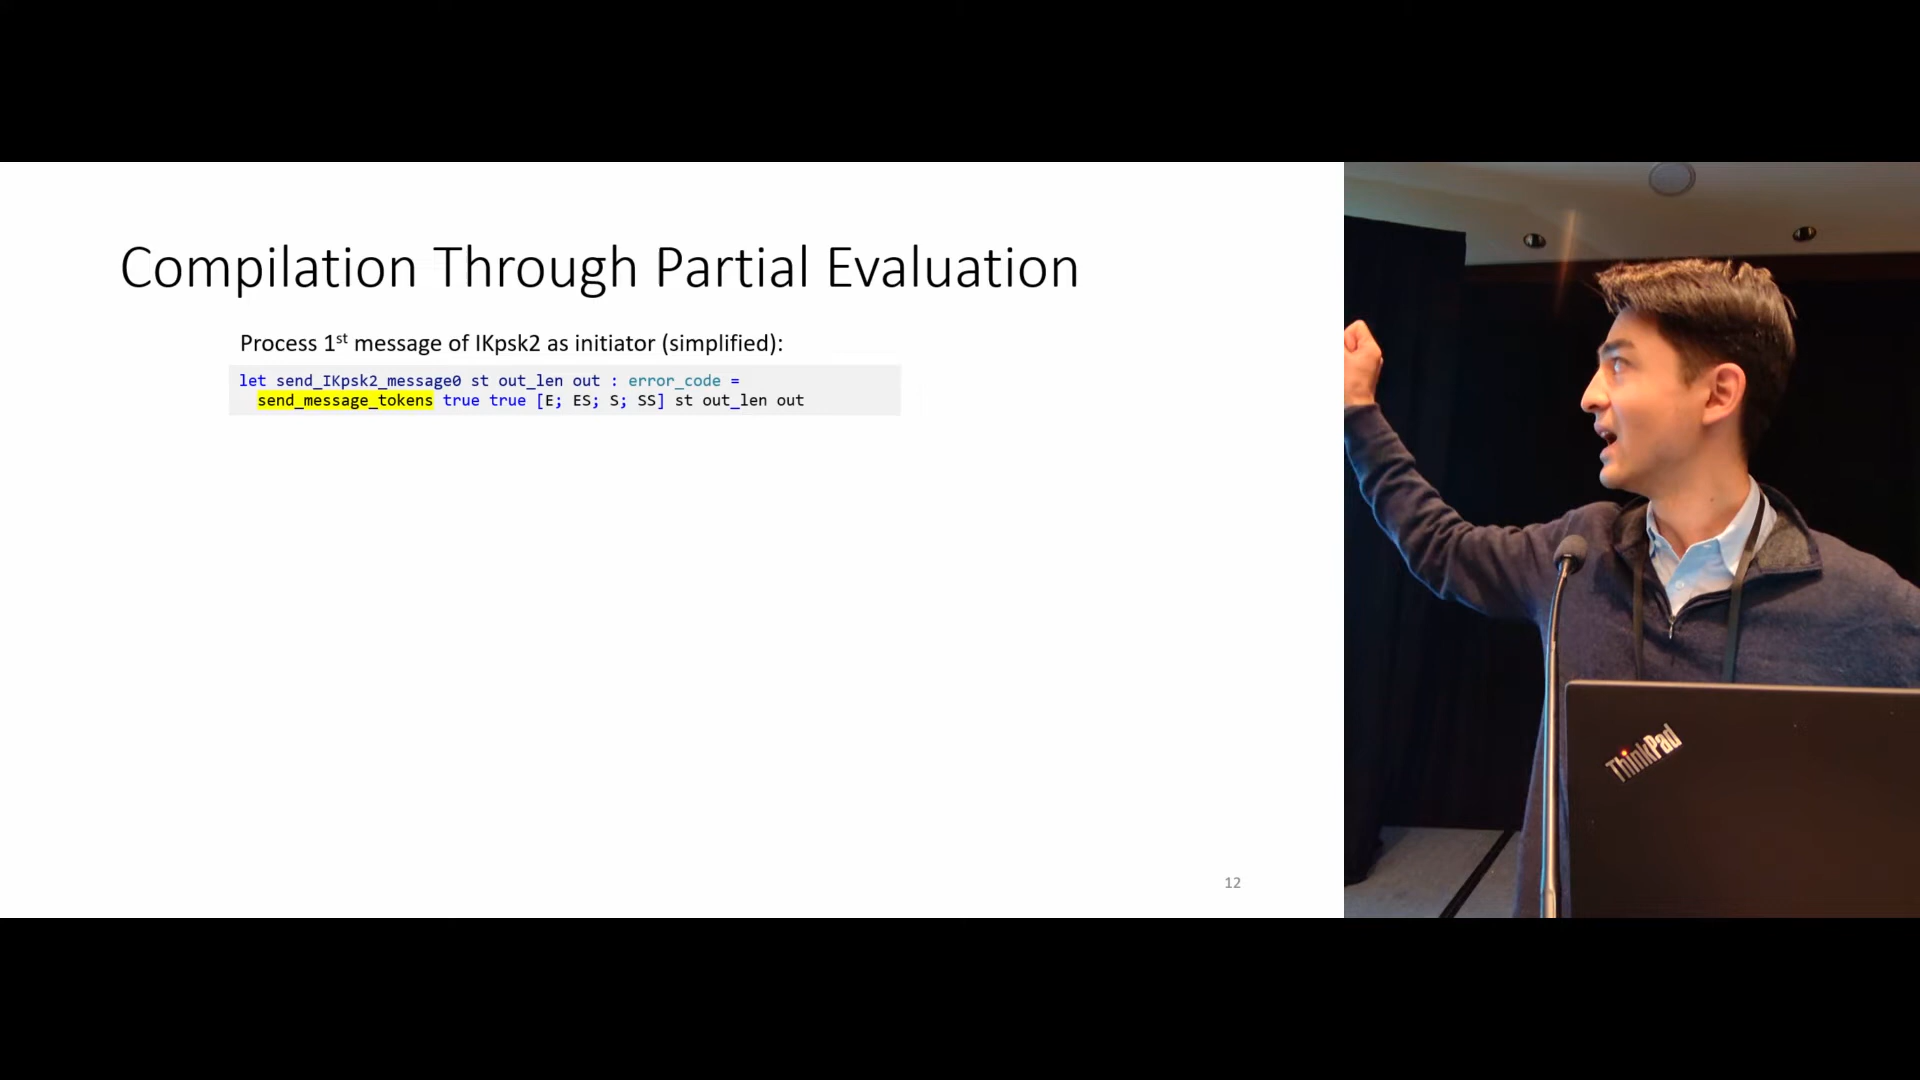 Compilation Through Partial Evaluation
Process 1st message of IKpsk2 as initiator (simplified):
let send_IKpsk2_message0 st out_len out : error_code =
send_message_tokens true true [E; ES; S; SS] st out_len out
12
ThinkPad